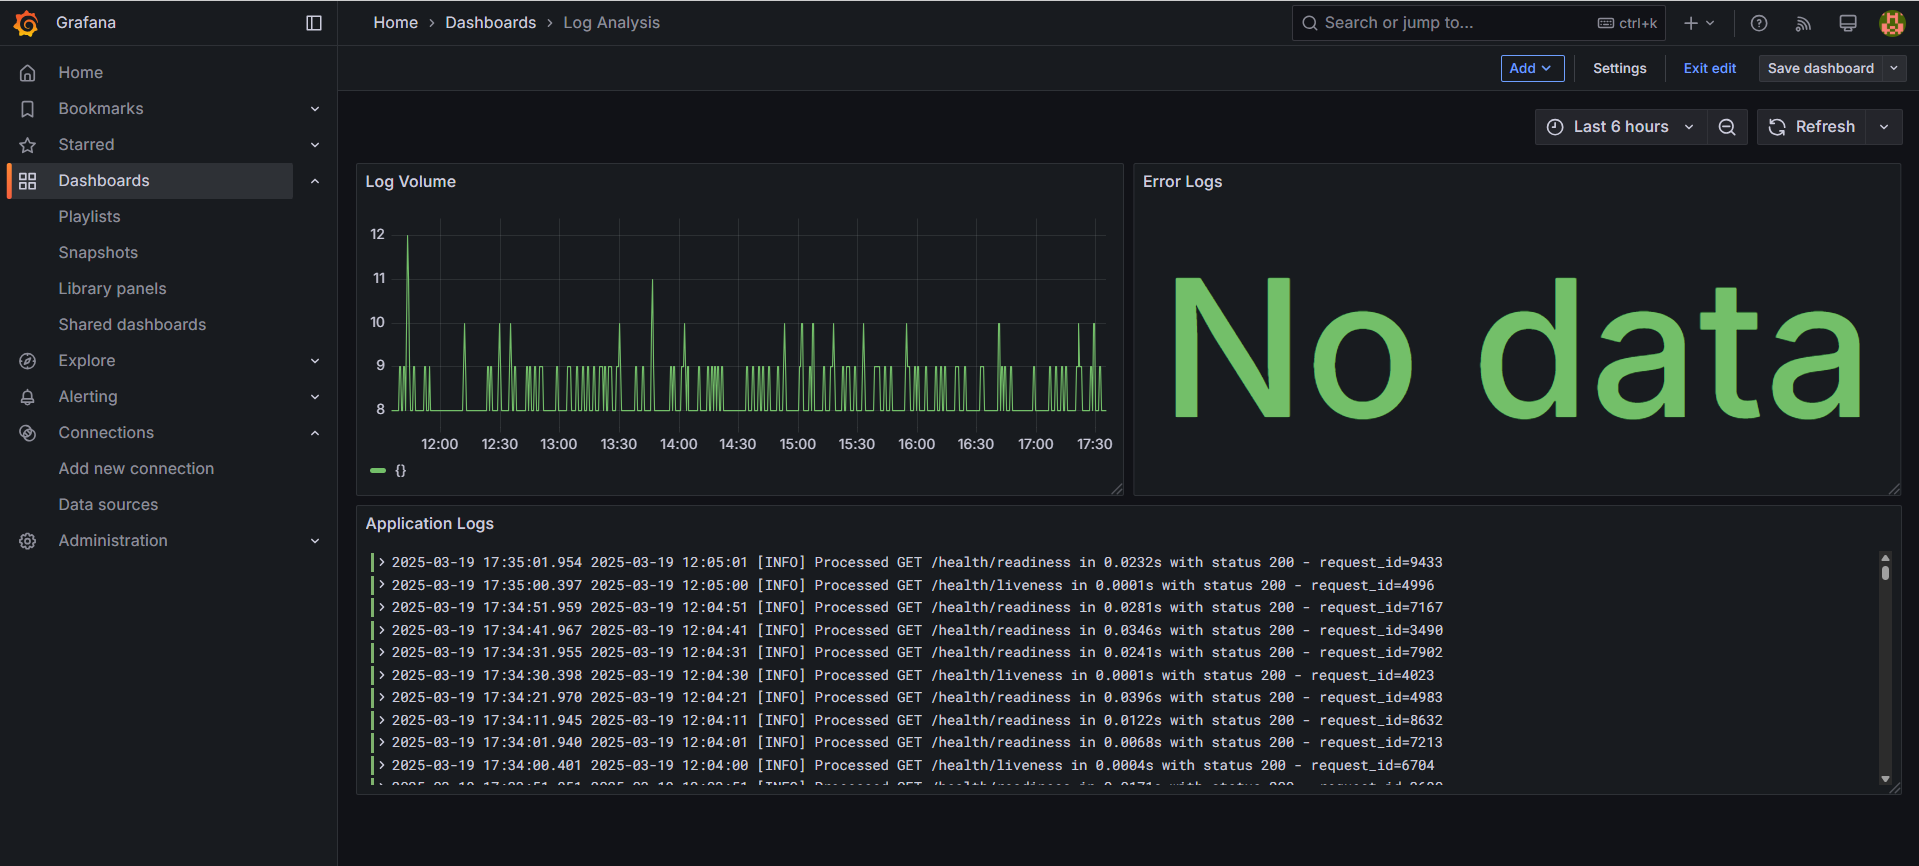 Grafana
Home › Dashboards › Log Analysis
Search or jump to...
ctrl+k
Home
Bookmarks
Starred
Dashboards
Playlists
Snapshots
Library panels
Shared dashboards
Explore
Alerting
Connections
Add new connection
Data sources
Administration
Add
Settings
Exit edit
Save dashboard
Last 6 hours
Refresh
Log Volume
12
11
10
9
8
12:00 12:30 13:00 13:30 14:00 14:30 15:00 15:30 16:00 16:30 17:00 17:30
{}
Error Logs
No data
Application Logs
2025-03-19 17:35:01.954 2025-03-19 12:05:01 [INFO] Processed GET /health/readiness in 0.0232s with status 200 - request_id=9433
2025-03-19 17:35:00.397 2025-03-19 12:05:00 [INFO] Processed GET /health/liveness in 0.0001s with status 200 - request_id=4996
2025-03-19 17:34:51.959 2025-03-19 12:04:51 [INFO] Processed GET /health/readiness in 0.0281s with status 200 - request_id=7167
2025-03-19 17:34:41.967 2025-03-19 12:04:41 [INFO] Processed GET /health/readiness in 0.0346s with status 200 - request_id=3490
2025-03-19 17:34:31.955 2025-03-19 12:04:31 [INFO] Processed GET /health/readiness in 0.0241s with status 200 - request_id=7902
2025-03-19 17:34:30.398 2025-03-19 12:04:30 [INFO] Processed GET /health/liveness in 0.0001s with status 200 - request_id=4023
2025-03-19 17:34:21.970 2025-03-19 12:04:21 [INFO] Processed GET /health/readiness in 0.0396s with status 200 - request_id=4983
2025-03-19 17:34:11.945 2025-03-19 12:04:11 [INFO] Processed GET /health/readiness in 0.0122s with status 200 - request_id=8632
2025-03-19 17:34:01.940 2025-03-19 12:04:01 [INFO] Processed GET /health/readiness in 0.0068s with status 200 - request_id=7213
2025-03-19 17:34:00.401 2025-03-19 12:04:00 [INFO] Processed GET /health/liveness in 0.0004s with status 200 - request_id=6704